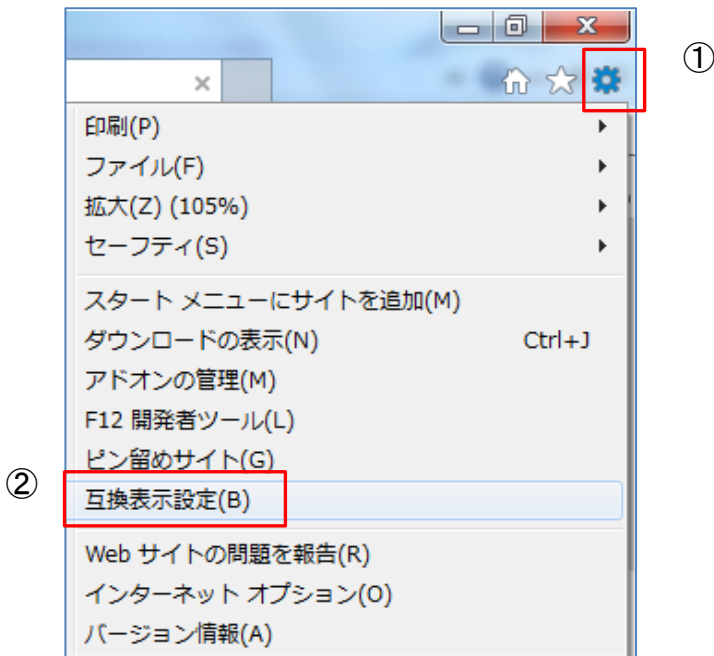 ①
印刷(P)
ファイル(F)
拡大(Z) (105%)
セーフティ(S)
スタート メニューにサイトを追加(M)
ダウンロードの表示(N) Ctrl+J
アドオンの管理(M)
F12 開発者ツール(L)
ピン留めサイト(G)
② 互換表示設定(B)
Web サイトの問題を報告(R)
インターネット オプション(O)
バージョン情報(A)